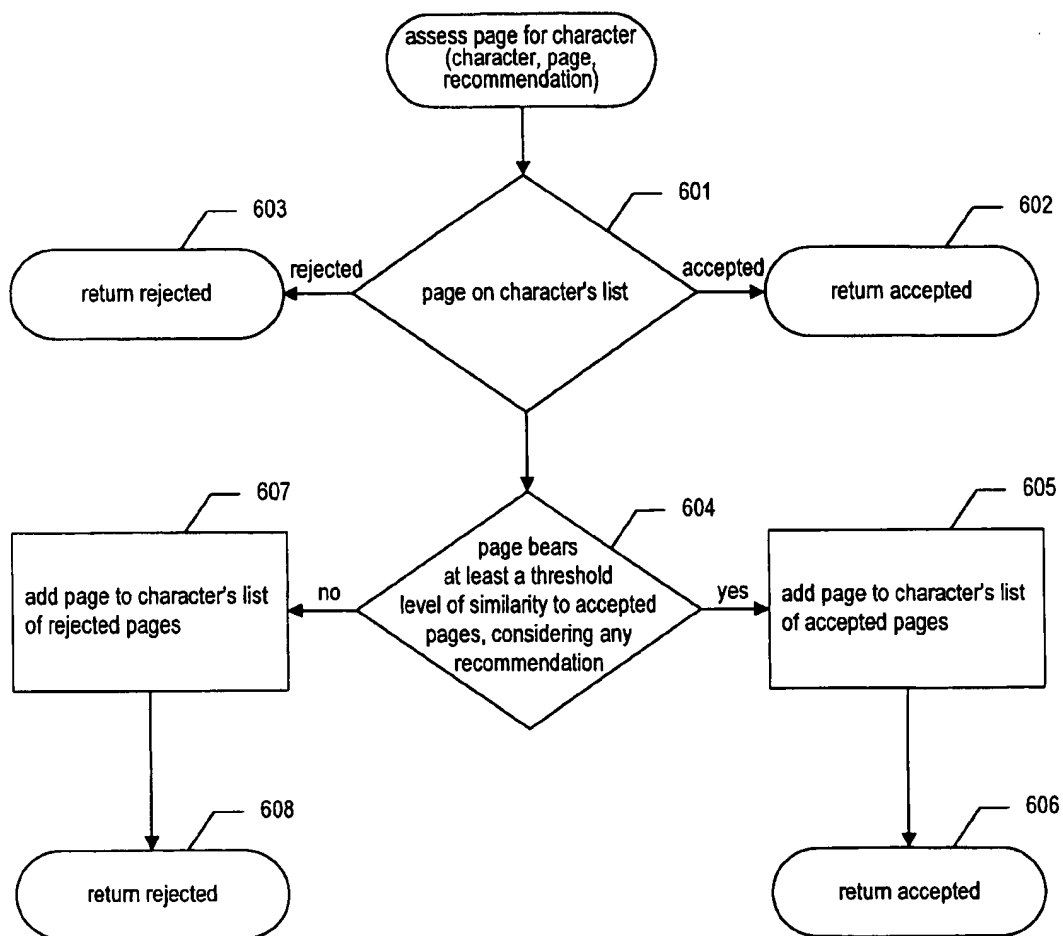 assess page for character
(character, page,
recommendation)
603
601
602
rejected
accepted
return rejected
page on character's list
return accepted
607
604
605
page bears
at least a threshold
level of similarity to accepted
pages, considering any
recommendation
no
yes
add page to character's list
of rejected pages
add page to character's list
of accepted pages
608
606
return rejected
return accepted